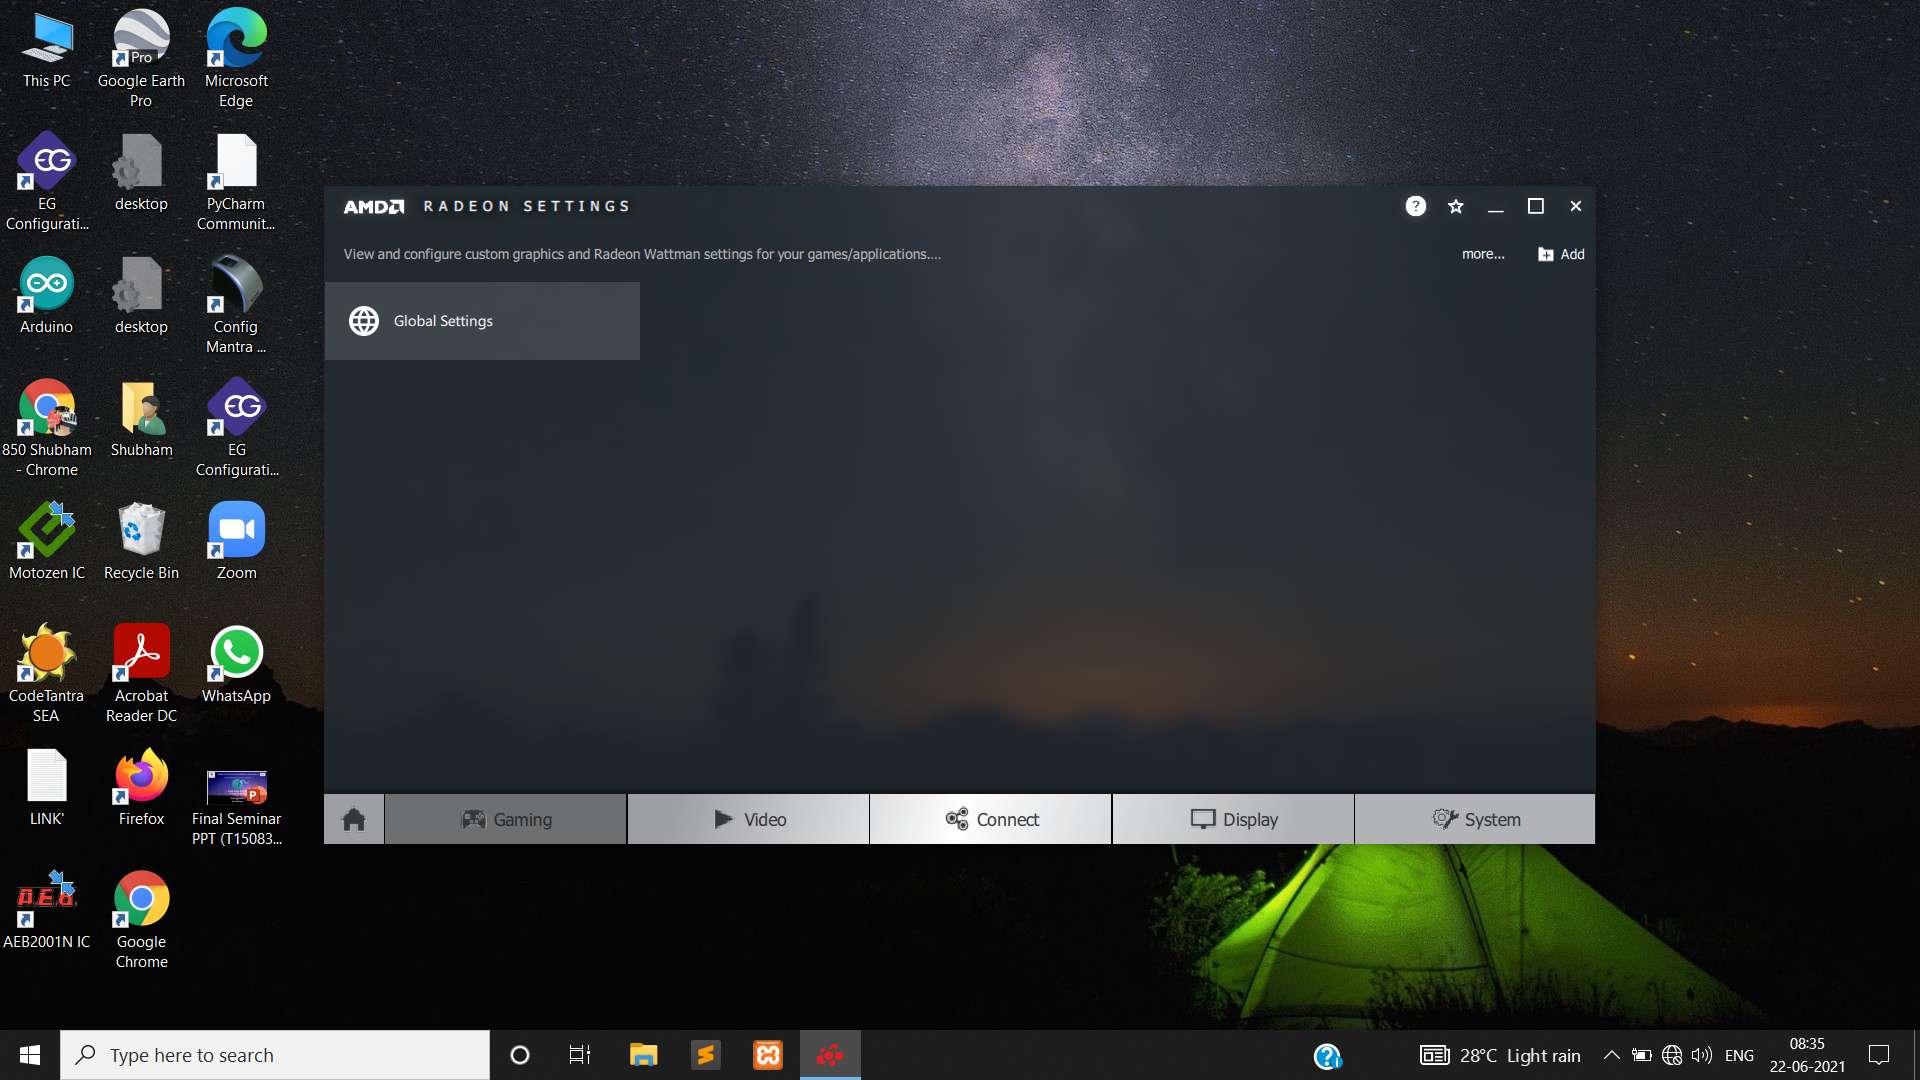 This PC
Pro
Google Earth
Pro
Microsoft
Edge
EG
EG
Configurati...
desktop
PyCharm
Communit...
Arduino
desktop
Config
Mantra ...
850 Shubham
- Chrome
Shubham
EG
EG
Configurati...
Motozen IC
Recycle Bin
Zoom
CodeTantra
SEA
Acrobat
Reader DC
WhatsApp
LINK'
Firefox
P
Final Seminar
PPT (T15083...
A.E.B.
AEB2001N IC
Google
Chrome
AMD RADEON SETTINGS
?
View and configure custom graphics and Radeon Wattman settings for your games/applications....
more...
Add
Global Settings
Gaming
Video
Connect
Display
System
Type here to search
28°C Light rain
ENG
08:35
22-06-2021